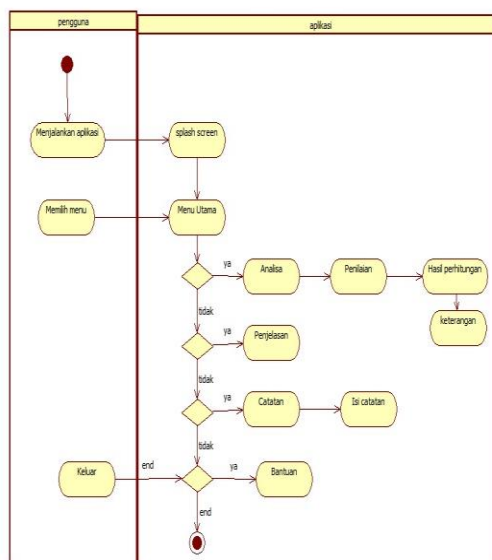 pengguna
aplikasi
Menjalankan aplikasi
splash screen
Memilih menu
Menu Utama
ya
Analisa
Penilaian
Hasil perhitungan
keterangan
tidak
ya
Penjelasan
tidak
ya
Catatan
Isi catatan
tidak
Keluar
end
ya
Bantuan
end